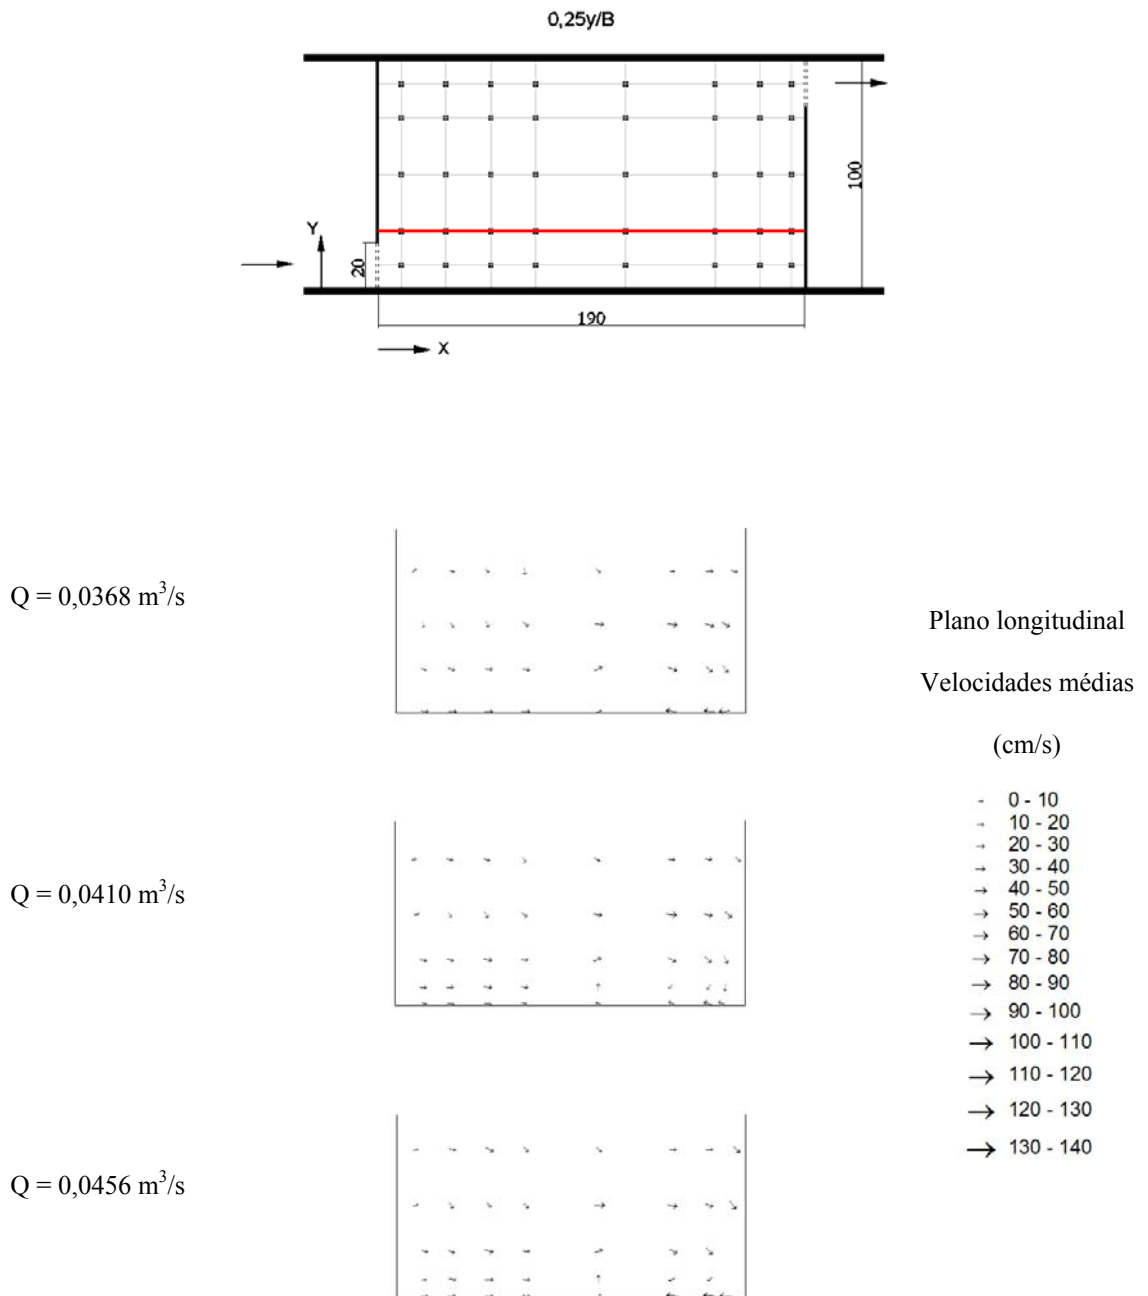 0,25y/B
Y
20
100
190
X
Q = 0,0368 m³/s
Plano longitudinal
Velocidades médias
(cm/s)
0 - 10
10 - 20
20 - 30
30 - 40
40 - 50
50 - 60
60 - 70
70 - 80
80 - 90
90 - 100
100 - 110
110 - 120
120 - 130
130 - 140
Q = 0,0410 m³/s
Q = 0,0456 m³/s